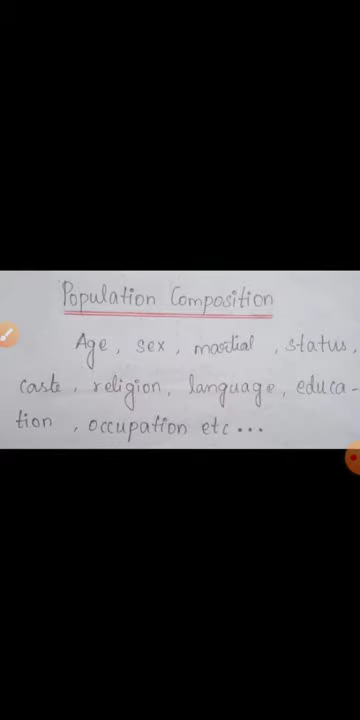 Population Composition
Age, sex, martial, status,
caste, religion, language, educa-
tion, occupation etc...